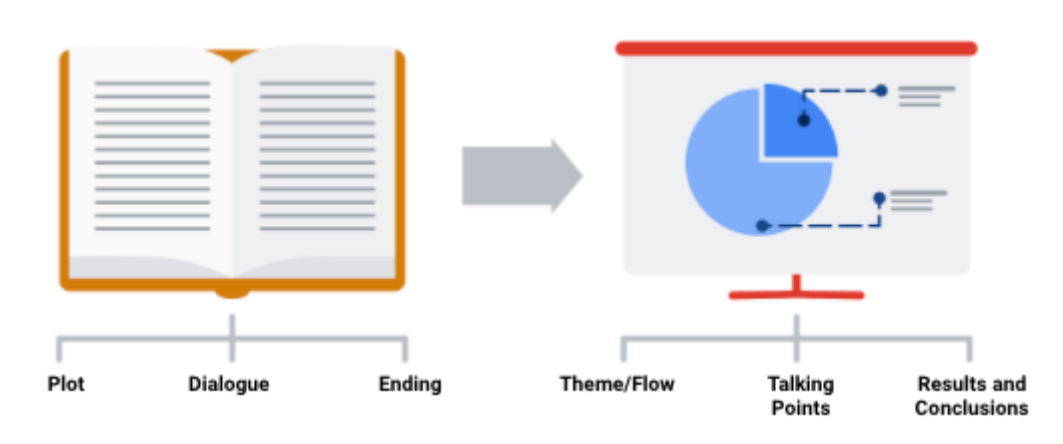 Plot
Dialogue
Ending
Theme/Flow
Talking
Points
Results and
Conclusions